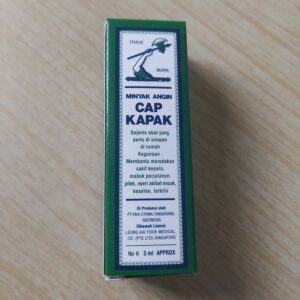 TRADE
MARK
MINYAK ANGIN
CAP
KAPAK
Sejenis obat yang
perlu di simpan
di rumah
Kegunaan :
Membantu meredakan
sakit kepala,
mabuk perjalanan,
pilek, nyeri akibat encok,
keseleo, terkilir
Di Produksi oleh
UTAMA, TANGERANG,
INDONESIA
Dibawah Lisensi
LEUNG KAI FOOK MEDICAL.
CO. (PTE LTD) SINGAPORE
No 6 3 ml APPROX